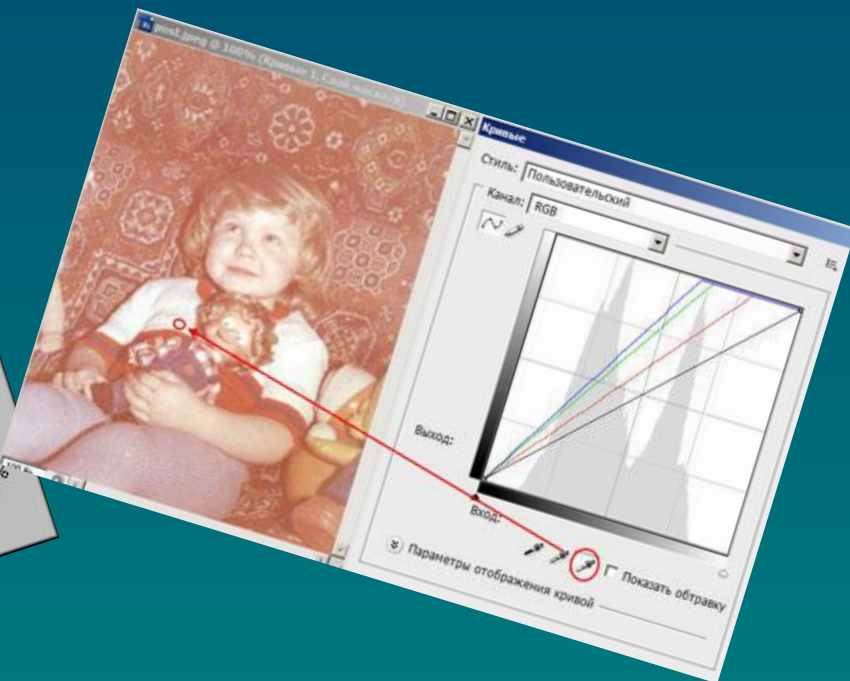 post.jpeg @ 100% (Кривые 1, Слой-маска/8)
Кривые
Стиль: Пользовательский
Канал: RGB
Выход:
Вход:
Показать обтравку
Параметры отображения кривой